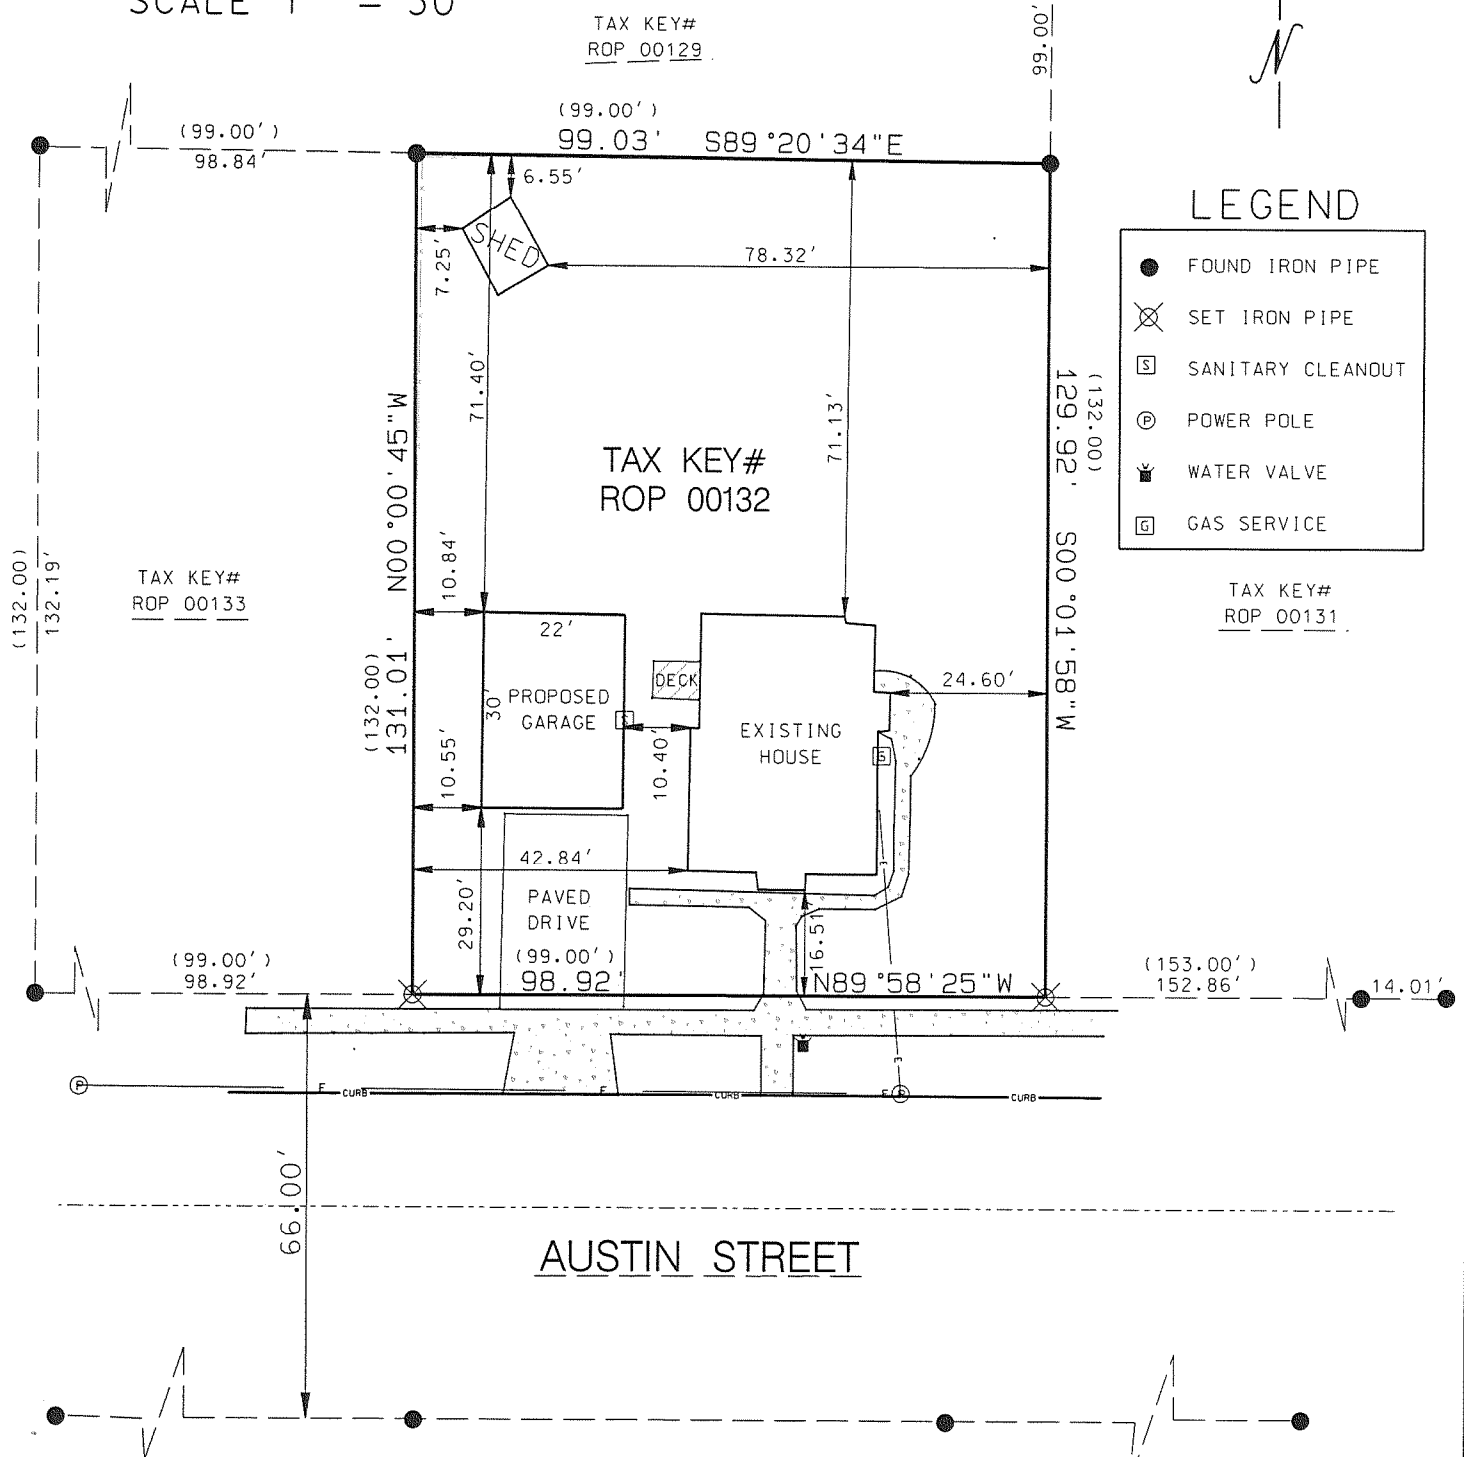 SCALE 1" = 30'
TAX KEY#
ROP 00129
66.00'
N
(99.00')
98.84'
(99.00')
99.03' S89°20'34"E
6.55'
SHED
7.25'
78.32'
71.40'
71.13'
LEGEND
FOUND IRON PIPE
SET IRON PIPE
S SANITARY CLEANOUT
P POWER POLE
WATER VALVE
G GAS SERVICE
(132.00)
129.92' S00°01'58"W
TAX KEY#
ROP 00132
N00°00'45"W
131.01'
(132.00)
(132.00)
132.19'
TAX KEY#
ROP 00133
TAX KEY#
ROP 00131
10.84'
22'
30'
PROPOSED
GARAGE
S
DECK
10.40'
EXISTING
HOUSE
G
24.60'
10.55'
42.84'
29.20'
PAVED
DRIVE
16.51'
E
(99.00')
98.92'
(99.00')
98.92'
N89°58'25"W
(153.00')
152.86'
14.01'
E
P
E
CURB
E
CURB
E
P
CURB
66.00'
AUSTIN STREET